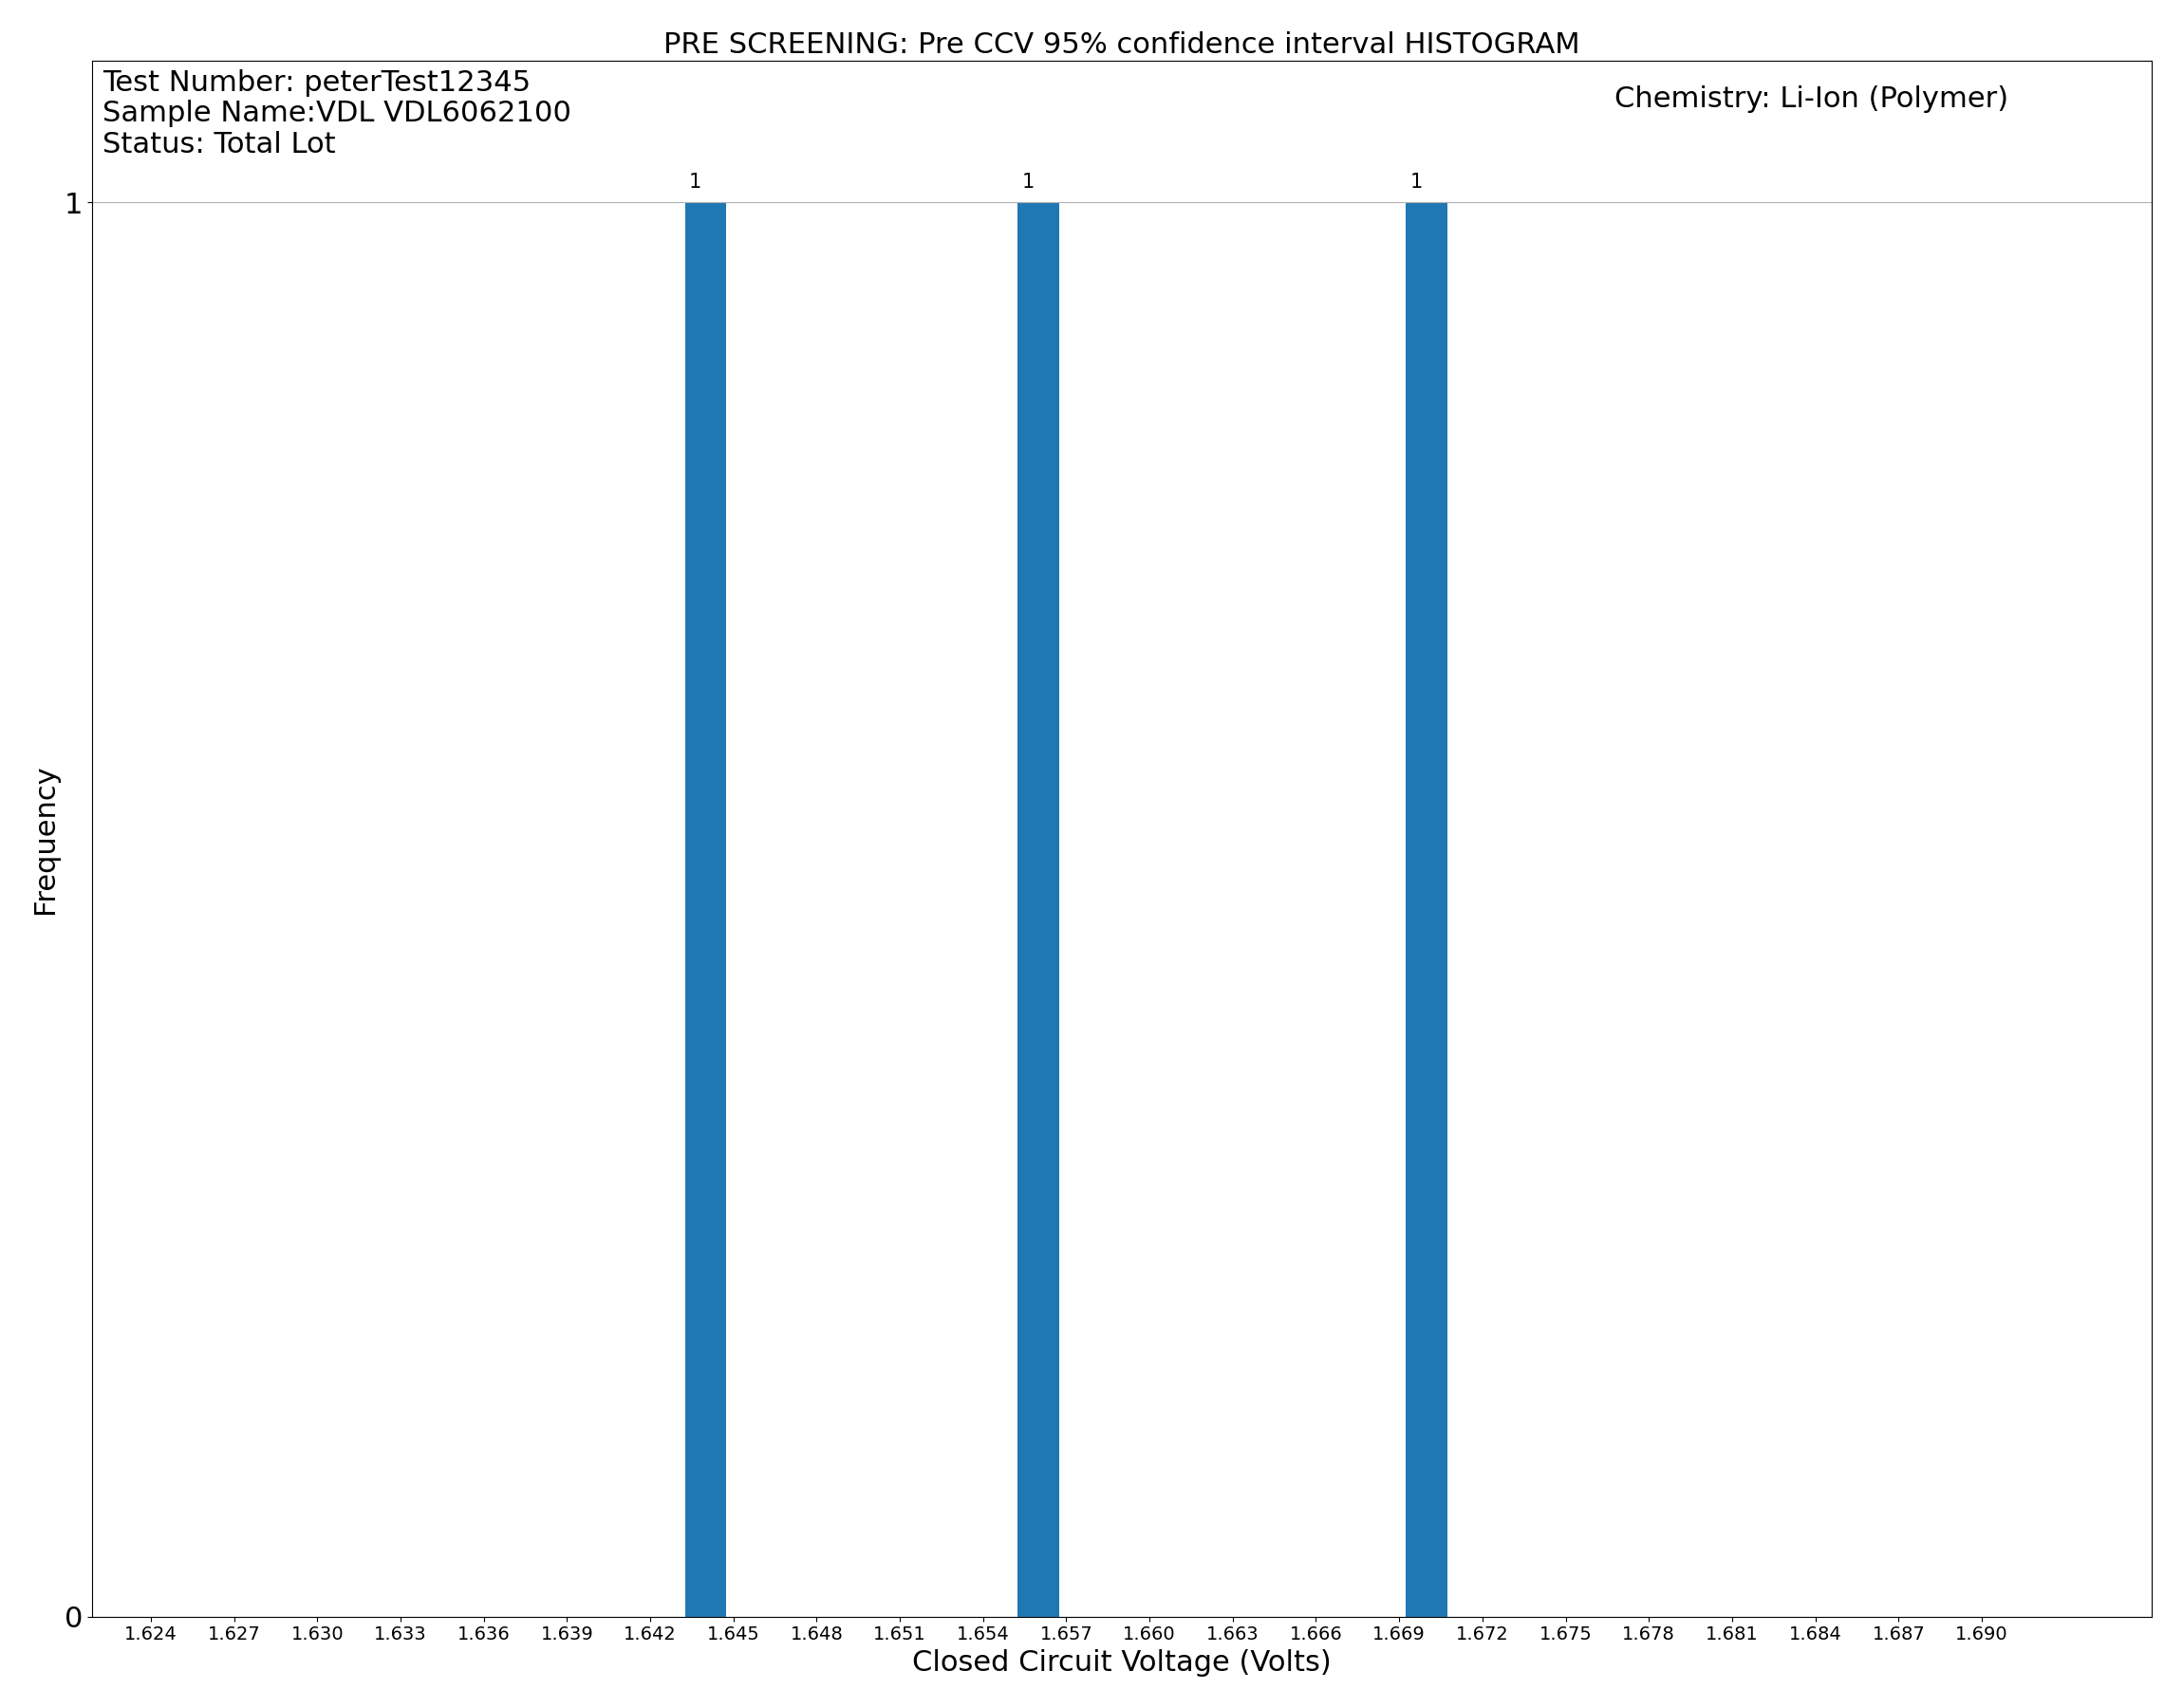 PRE SCREENING: Pre CCV 95% confidence interval HISTOGRAM
Test Number: peterTest12345
Sample Name:VDL VDL6062100
Status: Total Lot
Chemistry: Li-Ion (Polymer)
1 1 1
1
Frequency
0
1.624 1.627 1.630 1.633 1.636 1.639 1.642 1.645 1.648 1.651 1.654 1.657 1.660 1.663 1.666 1.669 1.672 1.675 1.678 1.681 1.684 1.687 1.690
Closed Circuit Voltage (Volts)